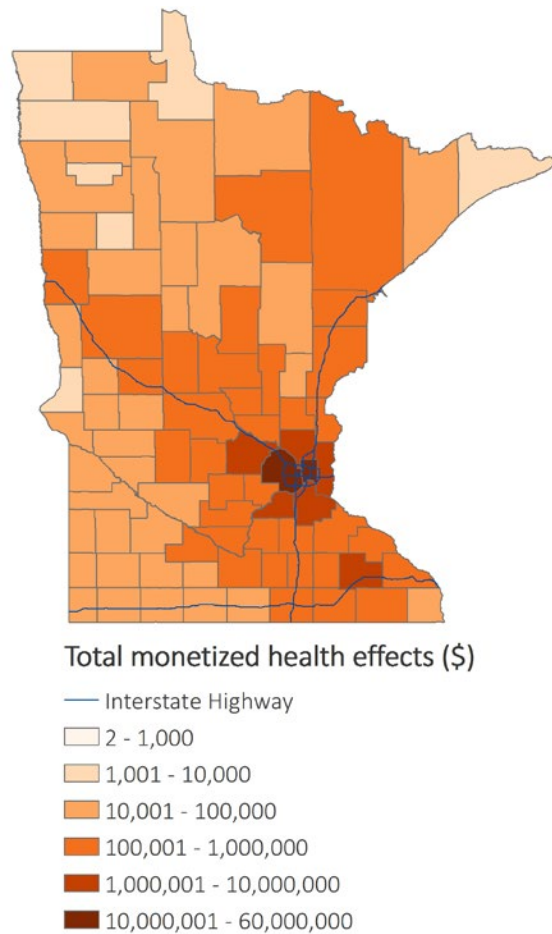 Total monetized health effects ($)
Interstate Highway
2 - 1,000
1,001 - 10,000
10,001 - 100,000
100,001 - 1,000,000
1,000,001 - 10,000,000
10,000,001 - 60,000,000